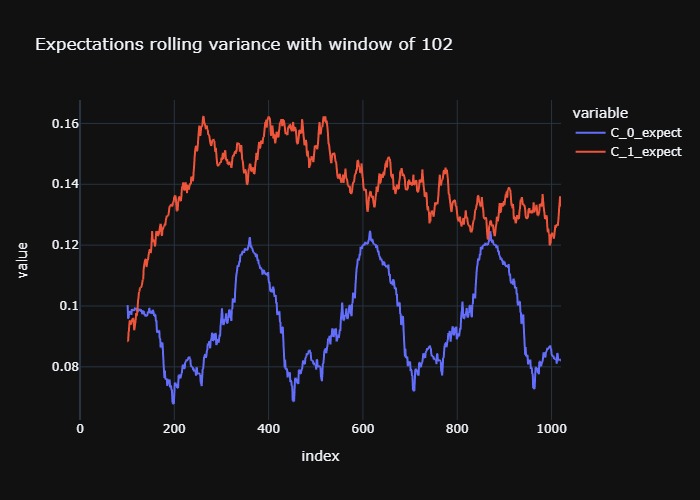 Expectations rolling variance with window of 102
variable
C_0_expect
C_1_expect
value
0.16
0.14
0.12
0.1
0.08
0
200
400
600
800
1000
index